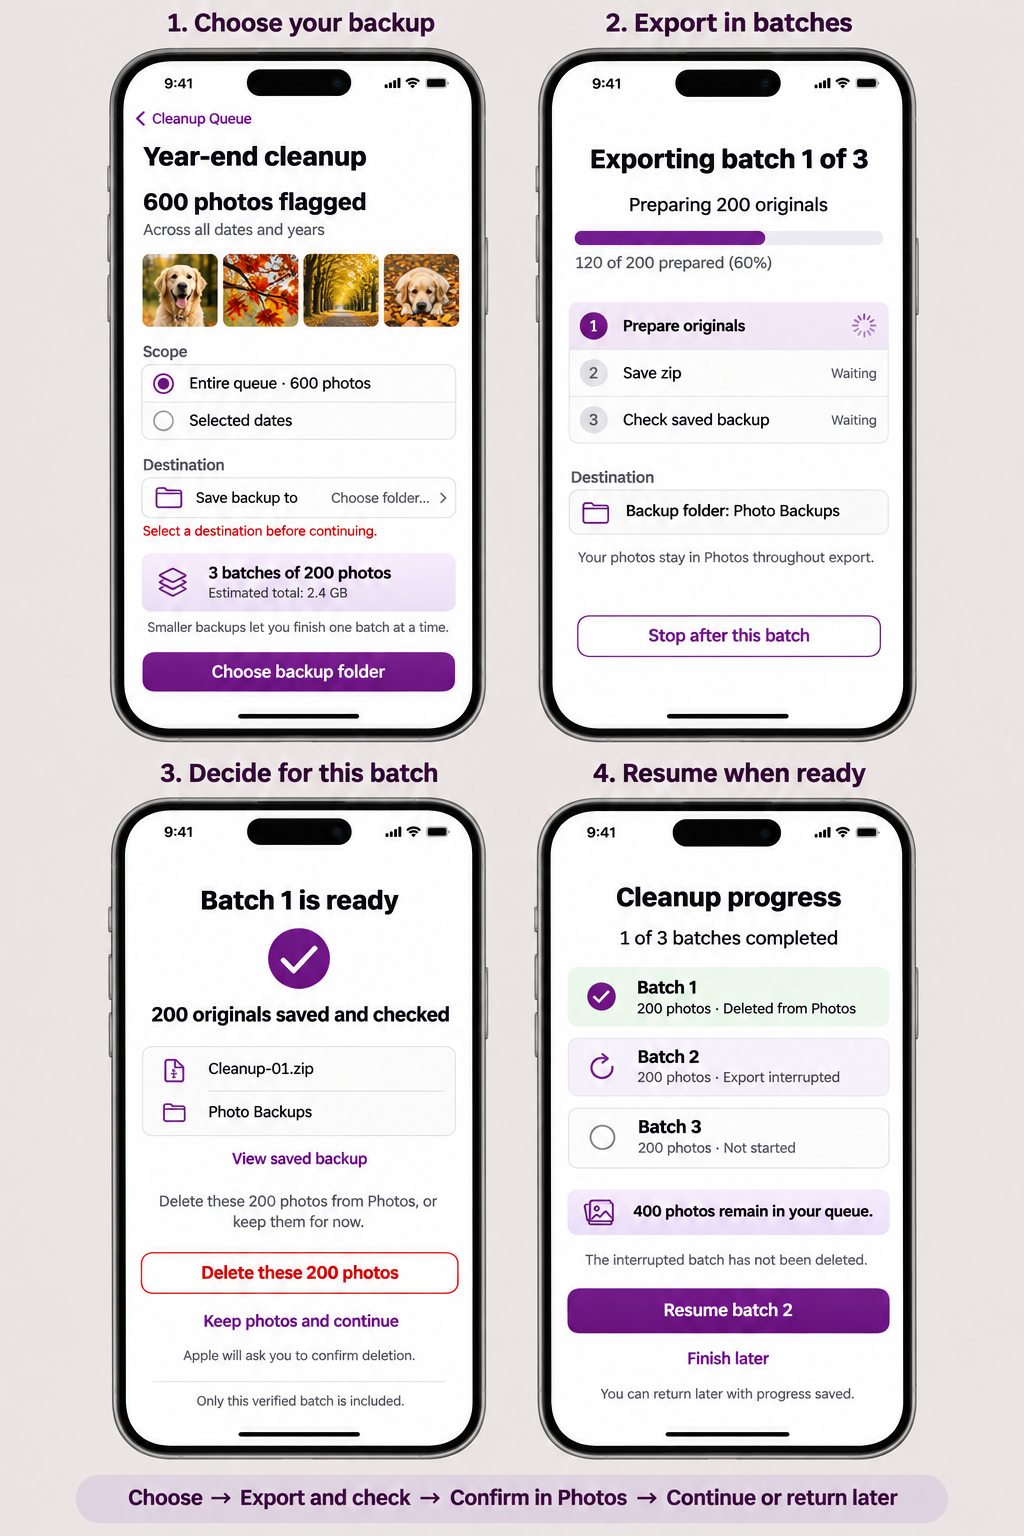 1. Choose your backup
9:41
Cleanup Queue
Year-end cleanup
600 photos flagged
Across all dates and years
Scope
Entire queue · 600 photos
Selected dates
Destination
Save backup to Choose folder...
Select a destination before continuing.
3 batches of 200 photos
Estimated total: 2.4 GB
Smaller backups let you finish one batch at a time.
Choose backup folder
2. Export in batches
9:41
Exporting batch 1 of 3
Preparing 200 originals
120 of 200 prepared (60%)
1 Prepare originals
2 Save zip Waiting
3 Check saved backup Waiting
Destination
Backup folder: Photo Backups
Your photos stay in Photos throughout export.
Stop after this batch
3. Decide for this batch
9:41
Batch 1 is ready
200 originals saved and checked
Cleanup-01.zip
Photo Backups
View saved backup
Delete these 200 photos from Photos, or
keep them for now.
Delete these 200 photos
Keep photos and continue
Apple will ask you to confirm deletion.
Only this verified batch is included.
4. Resume when ready
9:41
Cleanup progress
1 of 3 batches completed
Batch 1
200 photos · Deleted from Photos
Batch 2
200 photos · Export interrupted
Batch 3
200 photos · Not started
400 photos remain in your queue.
The interrupted batch has not been deleted.
Resume batch 2
Finish later
You can return later with progress saved.
Choose → Export and check → Confirm in Photos → Continue or return later